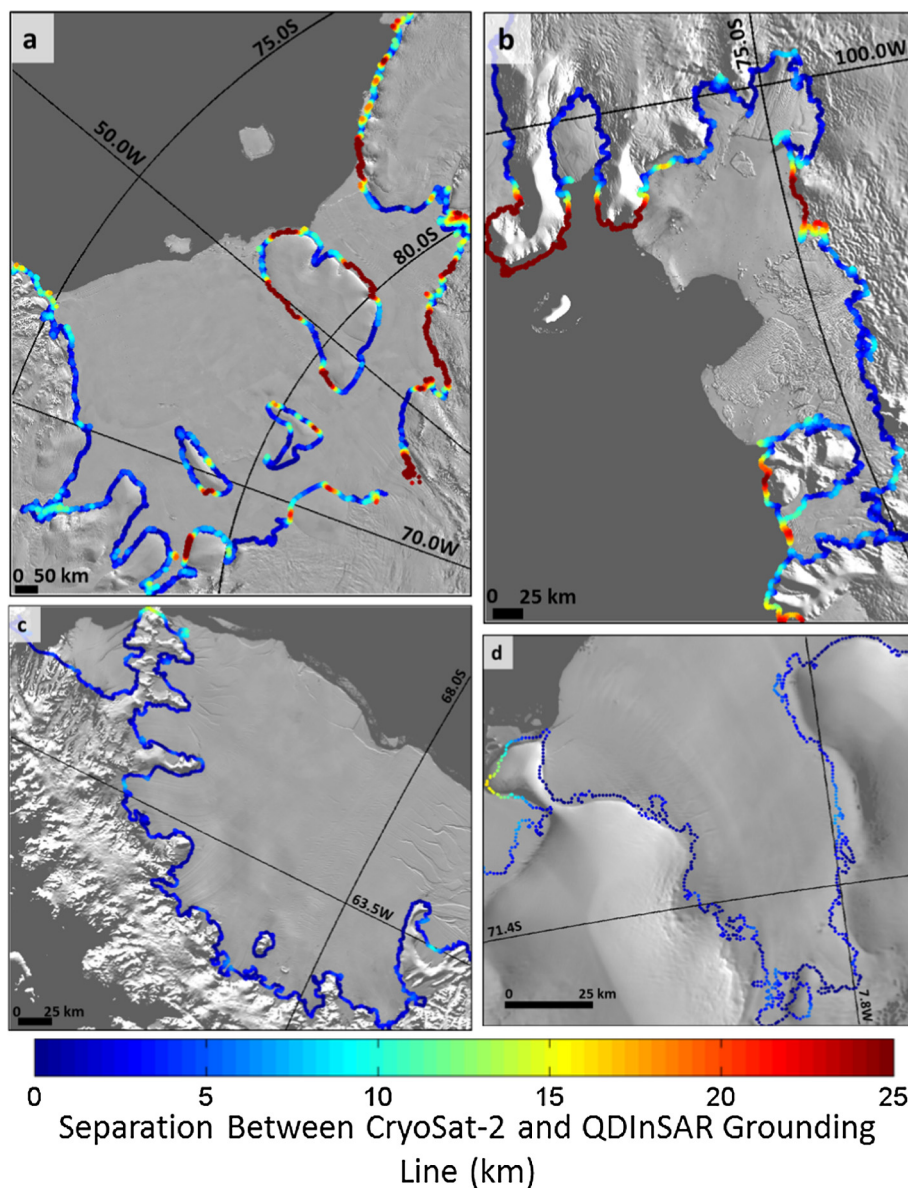 a
75.0S
50.0W
80.0S
70.0W
0 50 km
b
75.0S
100.0W
0 25 km
c
68.0S
63.5W
0 25 km
d
71.4S
7.8W
0 25 km
0 5 10 15 20 25
Separation Between CryoSat-2 and QDInSAR Grounding
Line (km)